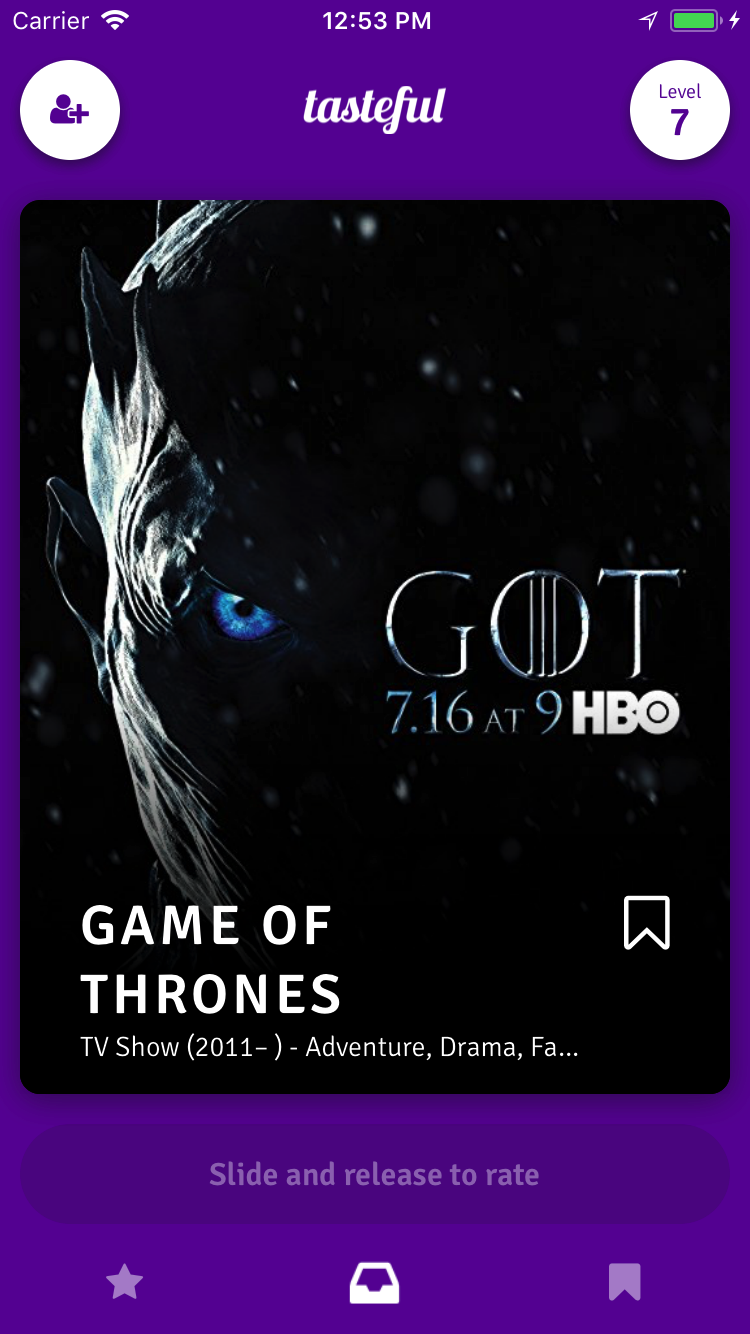 Carrier 12:53 PM
tasteful
Level
7
GOT
7.16 AT 9 HBO
GAME OF
THRONES
TV Show (2011– ) - Adventure, Drama, Fa...
Slide and release to rate